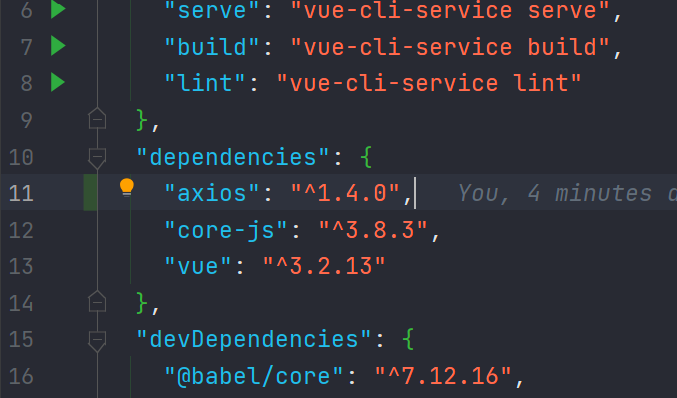 6 "serve": "vue-cli-service serve",
7 "build": "vue-cli-service build",
8 "lint": "vue-cli-service lint"
9 },
10 "dependencies": {
11 "axios": "^1.4.0", You, 4 minutes
12 "core-js": "^3.8.3",
13 "vue": "^3.2.13"
14 },
15 "devDependencies": {
16 "@babel/core": "^7.12.16",